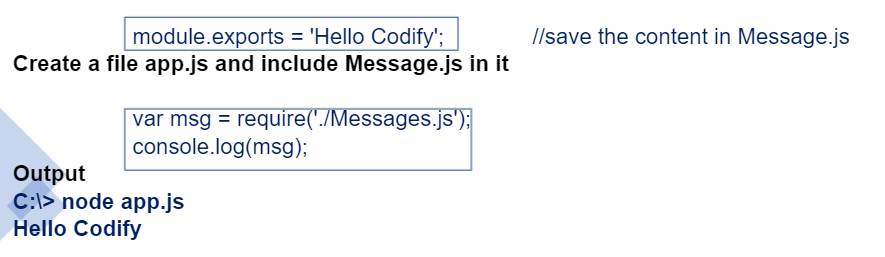 module.exports = 'Hello Codify'; //save the content in Message.js
Create a file app.js and include Message.js in it
var msg = require('./Messages.js');
console.log(msg);
Output
C:\> node app.js
Hello Codify